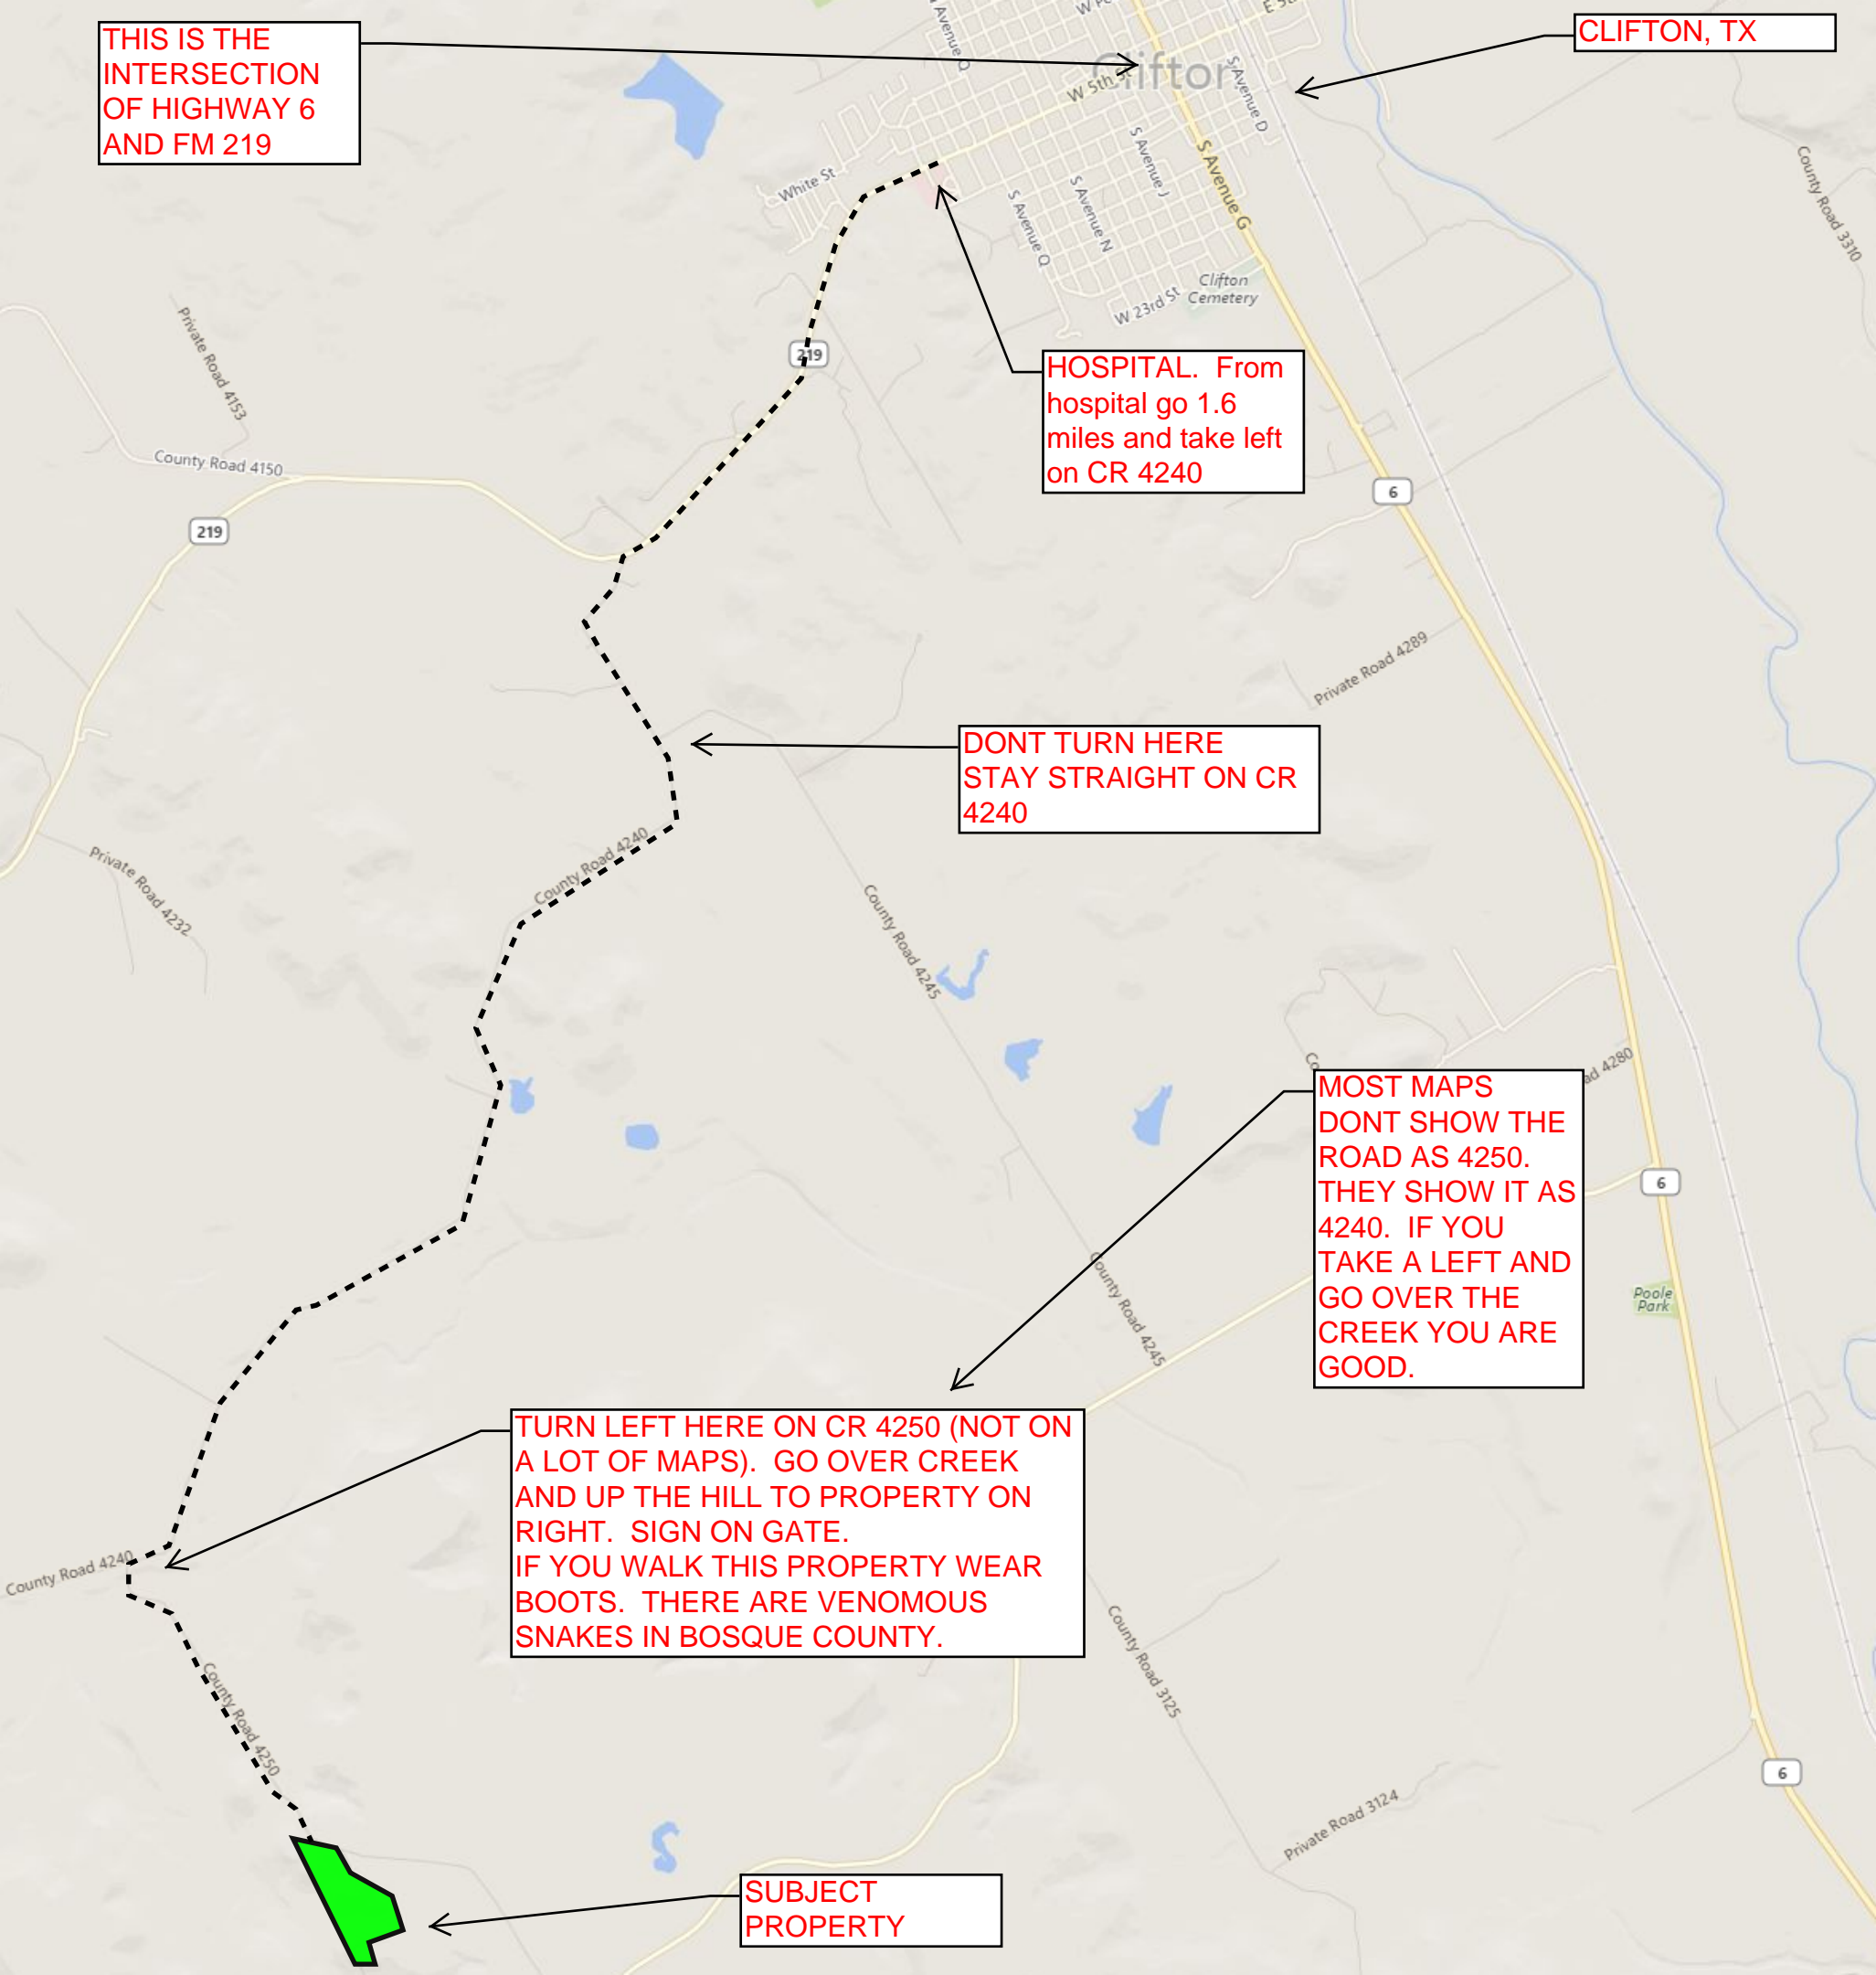 THIS IS THE
INTERSECTION
OF HIGHWAY 6
AND FM 219
CLIFTON, TX
S Avenue D
W 5th St
Clifton
White St
S Avenue J
S Avenue N
S Avenue Q
S Avenue G
County Road 3310
Clifton
Cemetery
W 23rd St
Private Road 4153
219
HOSPITAL.  From
hospital go 1.6
miles and take left
on CR 4240
County Road 4150
219
6
Private Road 4289
DONT TURN HERE
STAY STRAIGHT ON CR
4240
County Road 4240
Private Road 4232
County Road 4245
ad 4280
MOST MAPS
DONT SHOW THE
ROAD AS 4250.
THEY SHOW IT AS
4240.  IF YOU
TAKE A LEFT AND
GO OVER THE
CREEK YOU ARE
GOOD.
6
County Road 4245
Poole
Park
TURN LEFT HERE ON CR 4250 (NOT ON
A LOT OF MAPS).  GO OVER CREEK
AND UP THE HILL TO PROPERTY ON
RIGHT.  SIGN ON GATE.
IF YOU WALK THIS PROPERTY WEAR
BOOTS.  THERE ARE VENOMOUS
SNAKES IN BOSQUE COUNTY.
County Road 4240
County Road 3125
County Road 4250
6
Private Road 3124
SUBJECT
PROPERTY